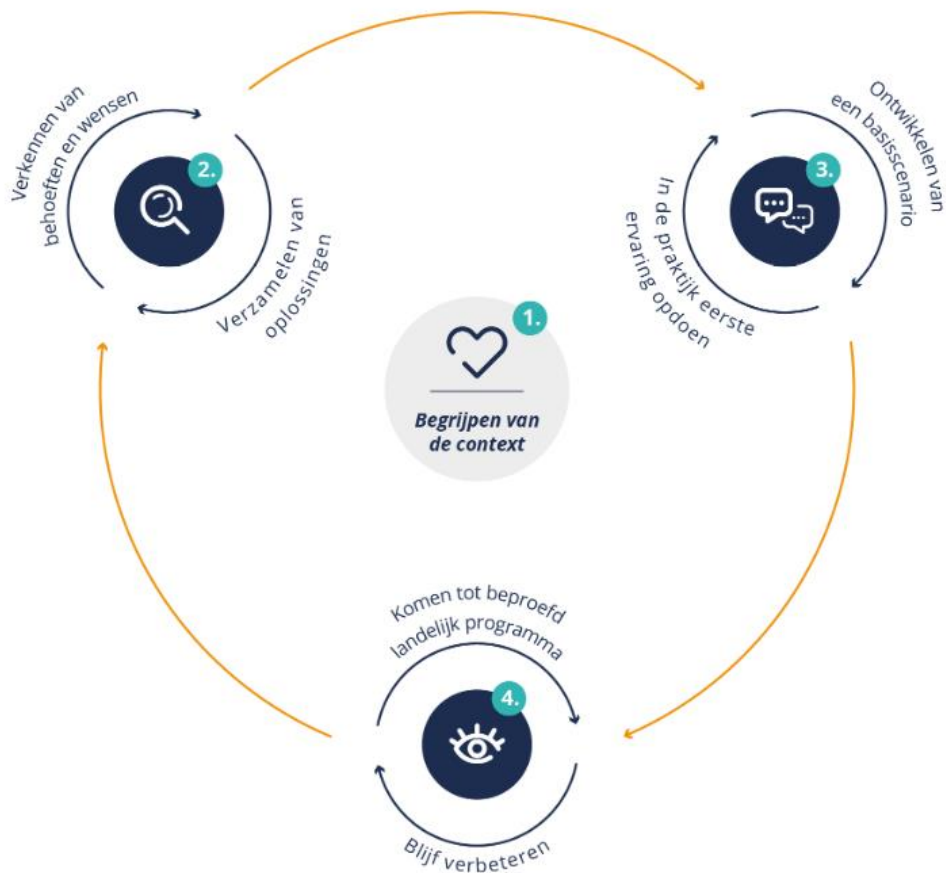 1.
Begrijpen van
de context
2.
Verkennen van
behoeften en wensen
Verzamelen van
oplossingen
3.
Ontwikkelen van
een basisscenario
In de praktijk eerste
ervaring opdoen
4.
Komen tot beproefd
landelijk programma
Blijf verbeteren